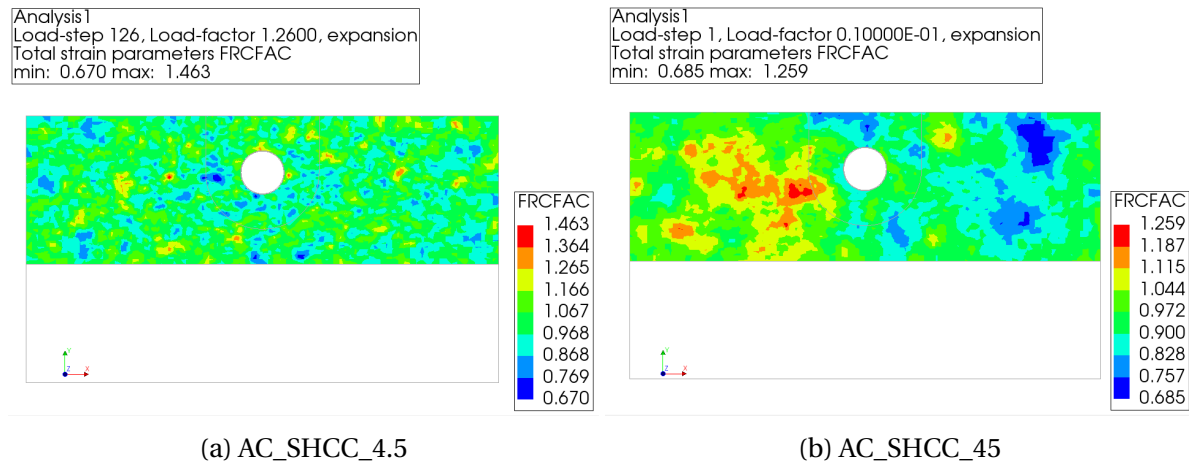 Analysis1
Load-step 126, Load-factor 1.2600, expansion
Total strain parameters FRCFAC
min: 0.670 max: 1.463
FRCFAC
1.463
1.364
1.265
1.166
1.067
0.968
0.868
0.769
0.670
Y
Z
X
(a) AC_SHCC_4.5
Analysis1
Load-step 1, Load-factor 0.10000E-01, expansion
Total strain parameters FRCFAC
min: 0.685 max: 1.259
FRCFAC
1.259
1.187
1.115
1.044
0.972
0.900
0.828
0.757
0.685
Y
Z
X
(b) AC_SHCC_45